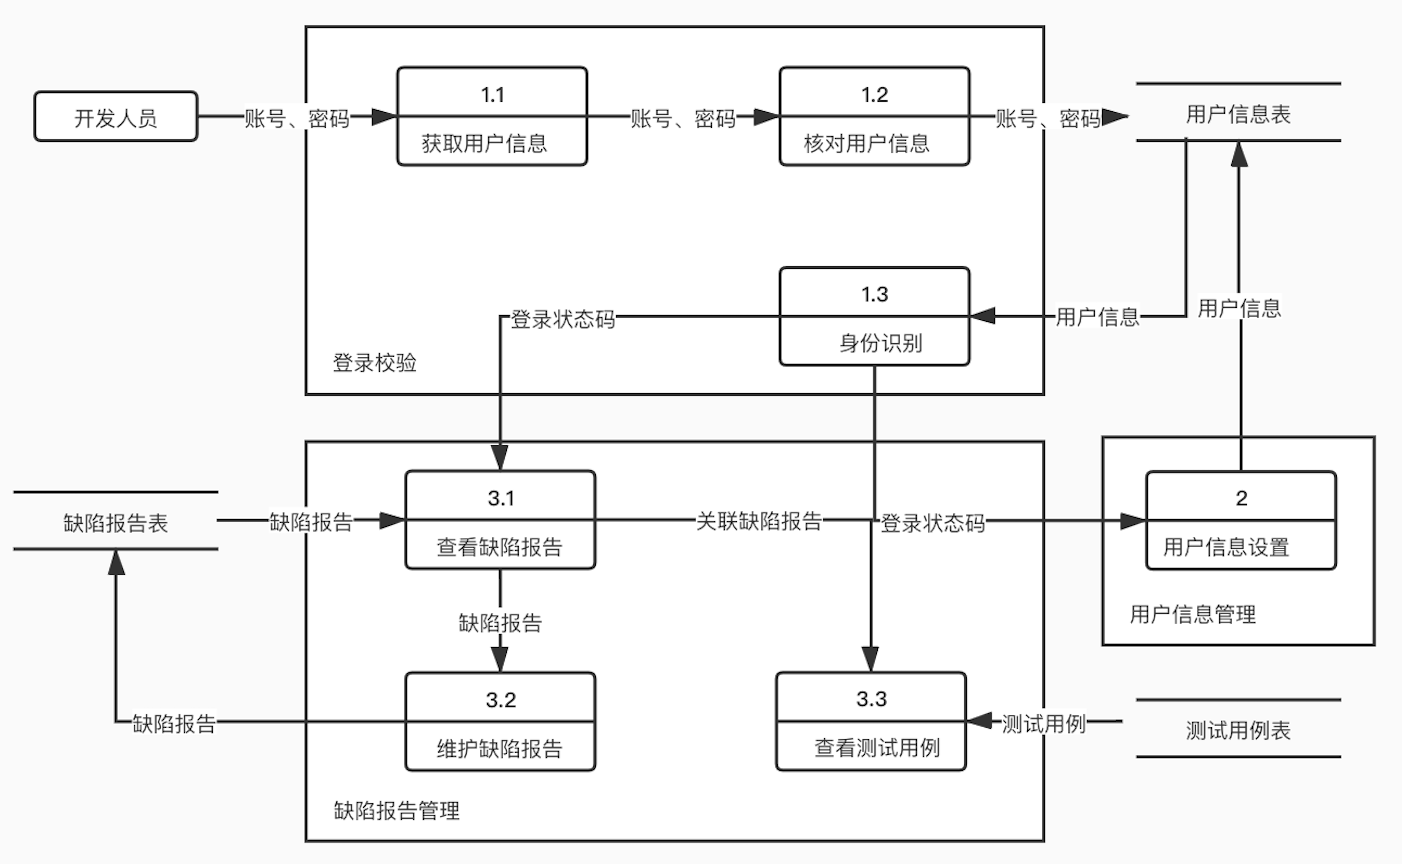 1.1
1.2
开发人员
账号、密码
账号、密码
账号、密码
用户信息表
获取用户信息
核对用户信息
1.3
登录状态码
用户信息
用户信息
身份识别
登录校验
3.1
2
缺陷报告表
缺陷报告
关联缺陷报告
登录状态码
查看缺陷报告
用户信息设置
缺陷报告
用户信息管理
3.2
3.3
缺陷报告
测试用例
测试用例表
维护缺陷报告
查看测试用例
缺陷报告管理